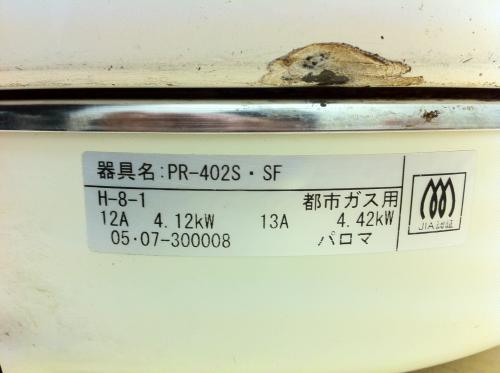 器具名:PR-402S・SF
H-8-1 都市ガス用
12A 4.12kW 13A 4.42kW
05・07-300008 パロマ
JIA認証